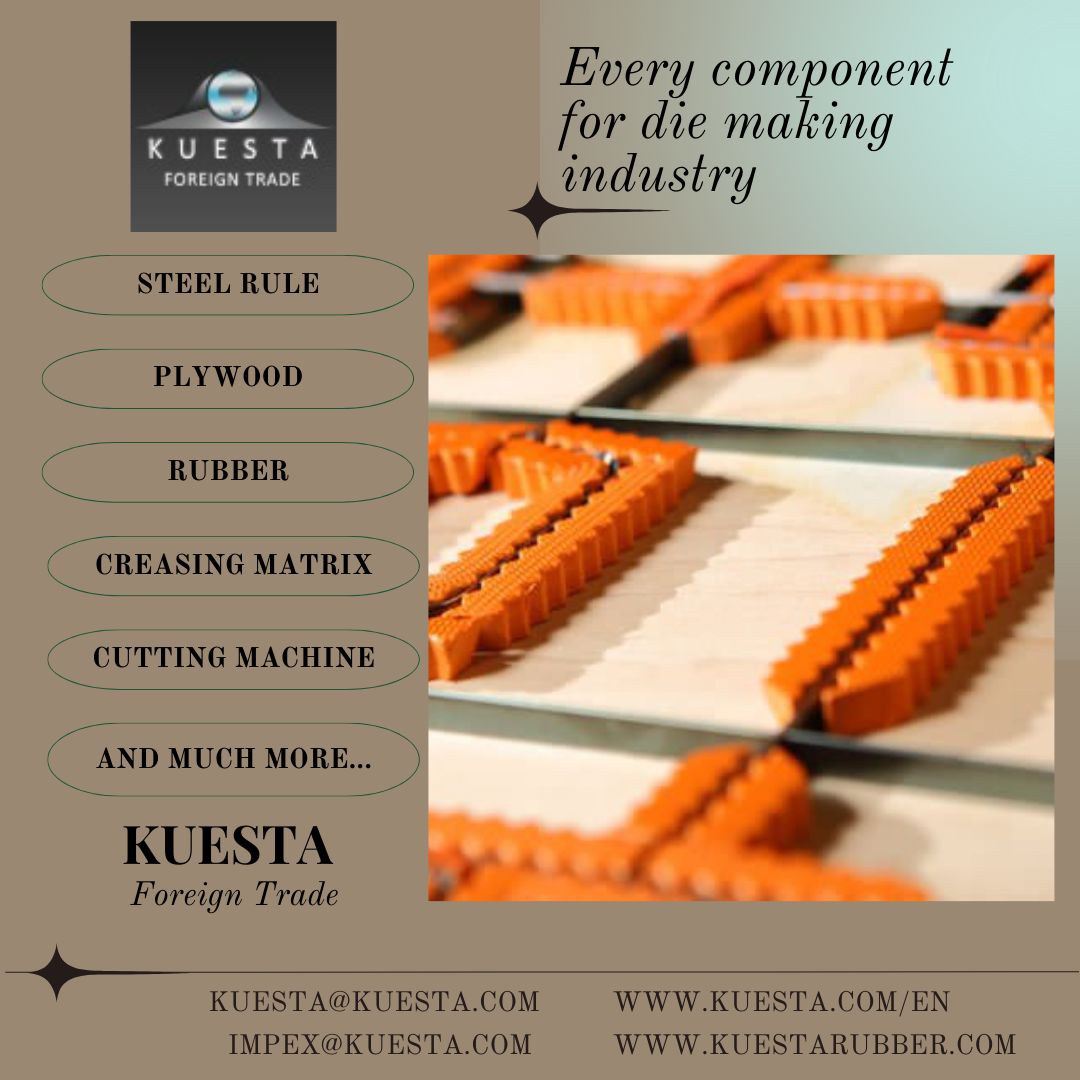 KUESTA
FOREIGN TRADE
Every component
for die making
industry
STEEL RULE
PLYWOOD
RUBBER
CREASING MATRIX
CUTTING MACHINE
AND MUCH MORE...
KUESTA
Foreign Trade
KUESTA@KUESTA.COM
IMPEX@KUESTA.COM
WWW.KUESTA.COM/EN
WWW.KUESTARUBBER.COM